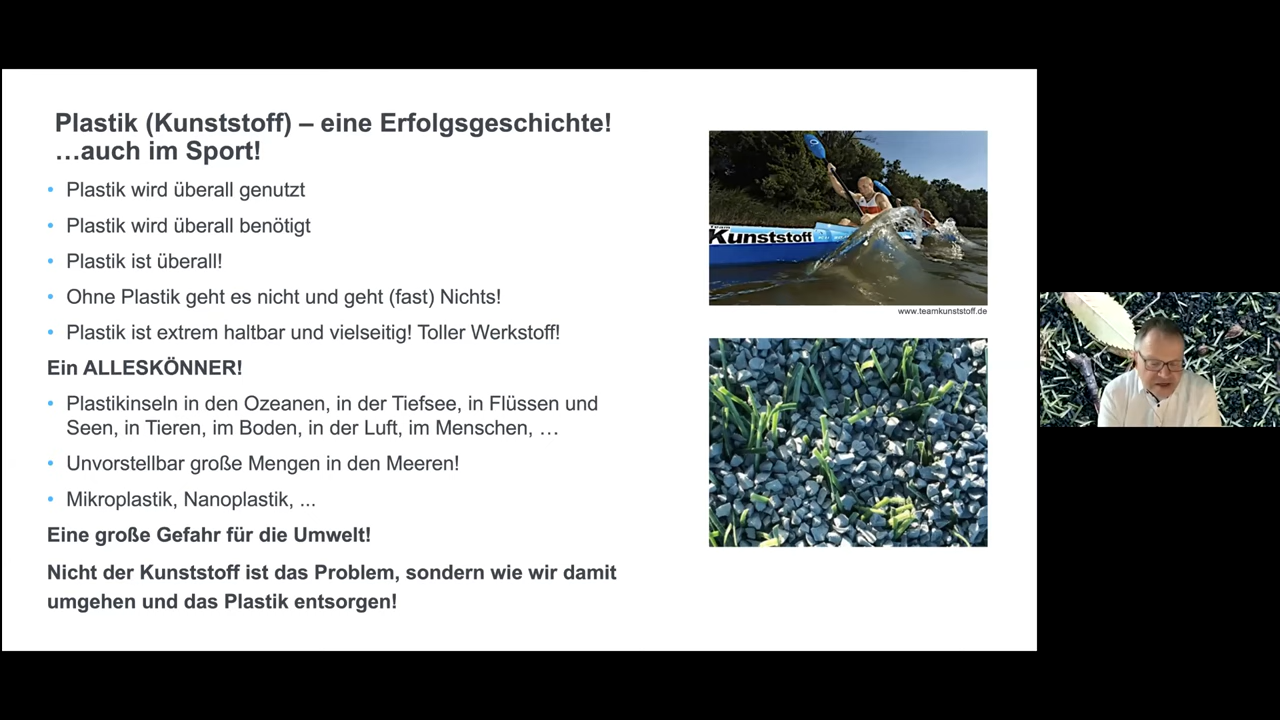 Plastik (Kunststoff) – eine Erfolgsgeschichte!
…auch im Sport!
• Plastik wird überall genutzt
• Plastik wird überall benötigt
• Plastik ist überall!
• Ohne Plastik geht es nicht und geht (fast) Nichts!
• Plastik ist extrem haltbar und vielseitig! Toller Werkstoff!
Ein ALLESKÖNNER!
• Plastikinseln in den Ozeanen, in der Tiefsee, in Flüssen und
Seen, in Tieren, im Boden, in der Luft, im Menschen, …
• Unvorstellbar große Mengen in den Meeren!
• Mikroplastik, Nanoplastik, ...
Eine große Gefahr für die Umwelt!
Nicht der Kunststoff ist das Problem, sondern wie wir damit
umgehen und das Plastik entsorgen!
Team
Kunststoff
www.teamkunststoff.de